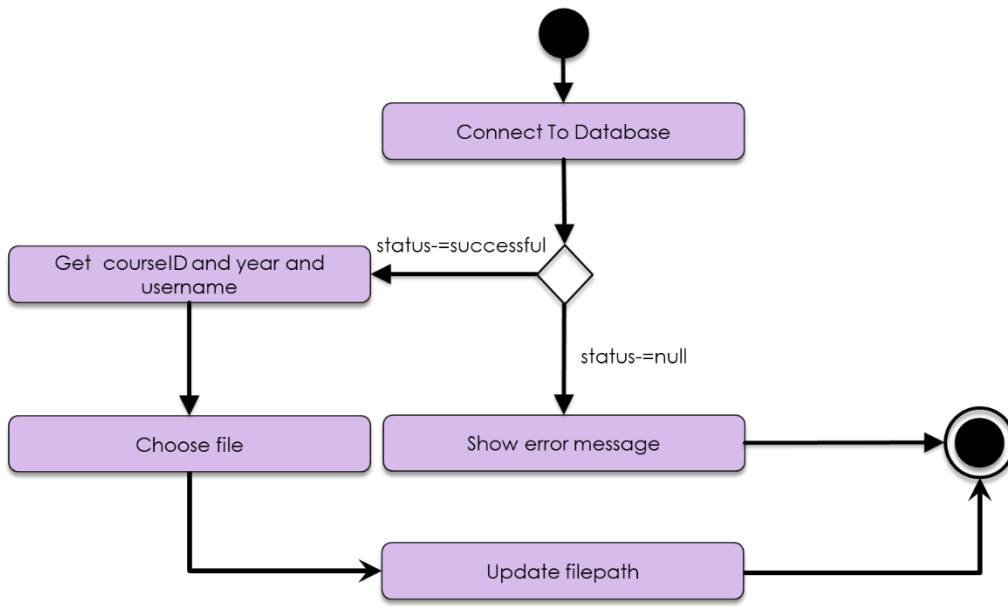 Connect To Database
status-=successful
Get  courseID and year and
username
status-=null
Choose file
Show error message
Update filepath